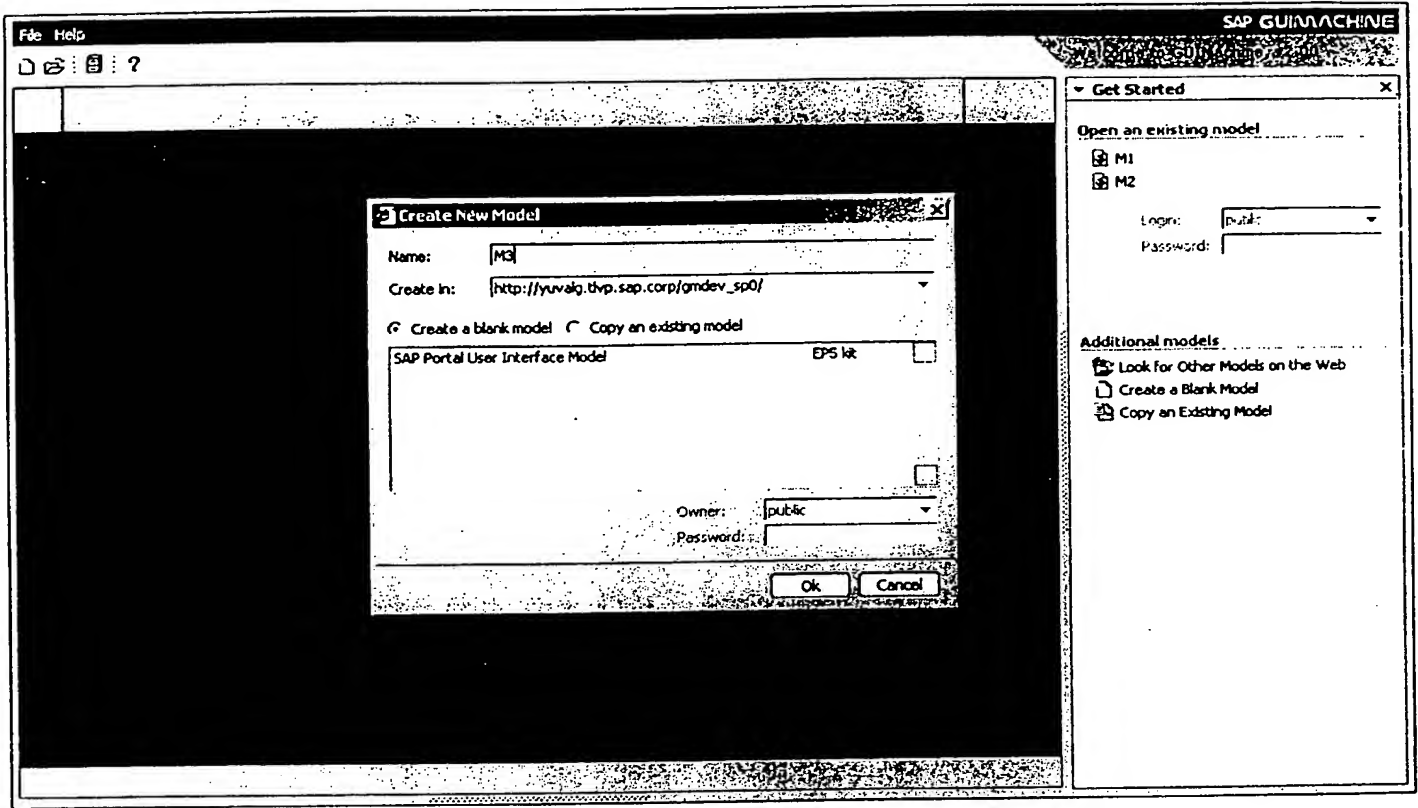 File Help
SAP GUIMACHINE
?
Get Started
Open an existing model
M1
M2
Login: public
Password:
Create New Model
Name: M3
Create In: http://yuvalg.tlvp.sap.corp/gmdev_sp0/
Create a blank model Copy an existing model
SAP Portal User Interface Model EPS kit
Owner: public
Password:
Ok Cancel
Additional models
Look for Other Models on the Web
Create a Blank Model
Copy an Existing Model